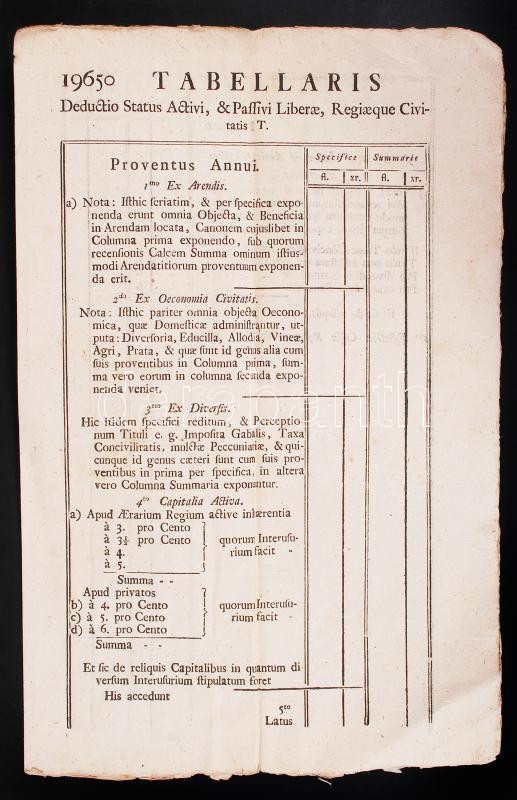 19650 TABELLARIS
Deductio Status Activi, & Paſſivi Liberæ, Regiæque Civi-
tatis T.
Proventus Annui.
Specifice Summarie
fl. xr. fl. xr.
1mo Ex Arendis.
a) Nota: Iſthic ſeriatim, & per ſpecifica expo-
nenda erunt omnia Objecta, & Beneficia
in Arendam locata, Canonem cujuslibet in
Columna prima exponendo, ſub quorum
recenſionis Calcem Summa ominum iſtius-
modi Arendatitiorum proventuum exponen-
da erit.
2do Ex Oeconomia Civitatis.
Nota: Iſthic pariter omnia objecta Oecono-
mica, quæ Domeſticæ adminiſtrantur, ut-
puta: Diverſoria, Educilla, Allodia, Vineæ,
Agri, Prata, & quæ ſunt id genus alia cum
ſuis proventibus in Columna prima, ſum-
ma vero eorum in columna ſecunda expo-
nenda veniet.
3tio Ex Diverſis.
Hic iidem ſpecifici redituum, & Perceptio
num Tituli e. g. Impoſita Gabalis, Taxa
Concivilitatis, mulctæ Peccuniariæ, & qui-
cunque id genus cæteri ſunt cum ſuis pro-
ventibus in prima per ſpecifica, in altera
vero Columna Summaria exponuntur.
4to Capitalia Activa.
a) Apud Ærarium Regium active inhærentia
à 3. pro Cento
à 3½ pro Cento quorum Interuſu-
à 4. rium facit -
à 5.
Summa - -
Apud privatos
b) à 4. pro Cento quorum Interuſu-
c) à 5. pro Cento rium facit -
d) à 6. pro Cento
Summa - -
Et ſic de reliquis Capitalibus in quantum di
verſum Interuſurium ſtipulatum foret
His accedunt
5to
Latus
darabanth